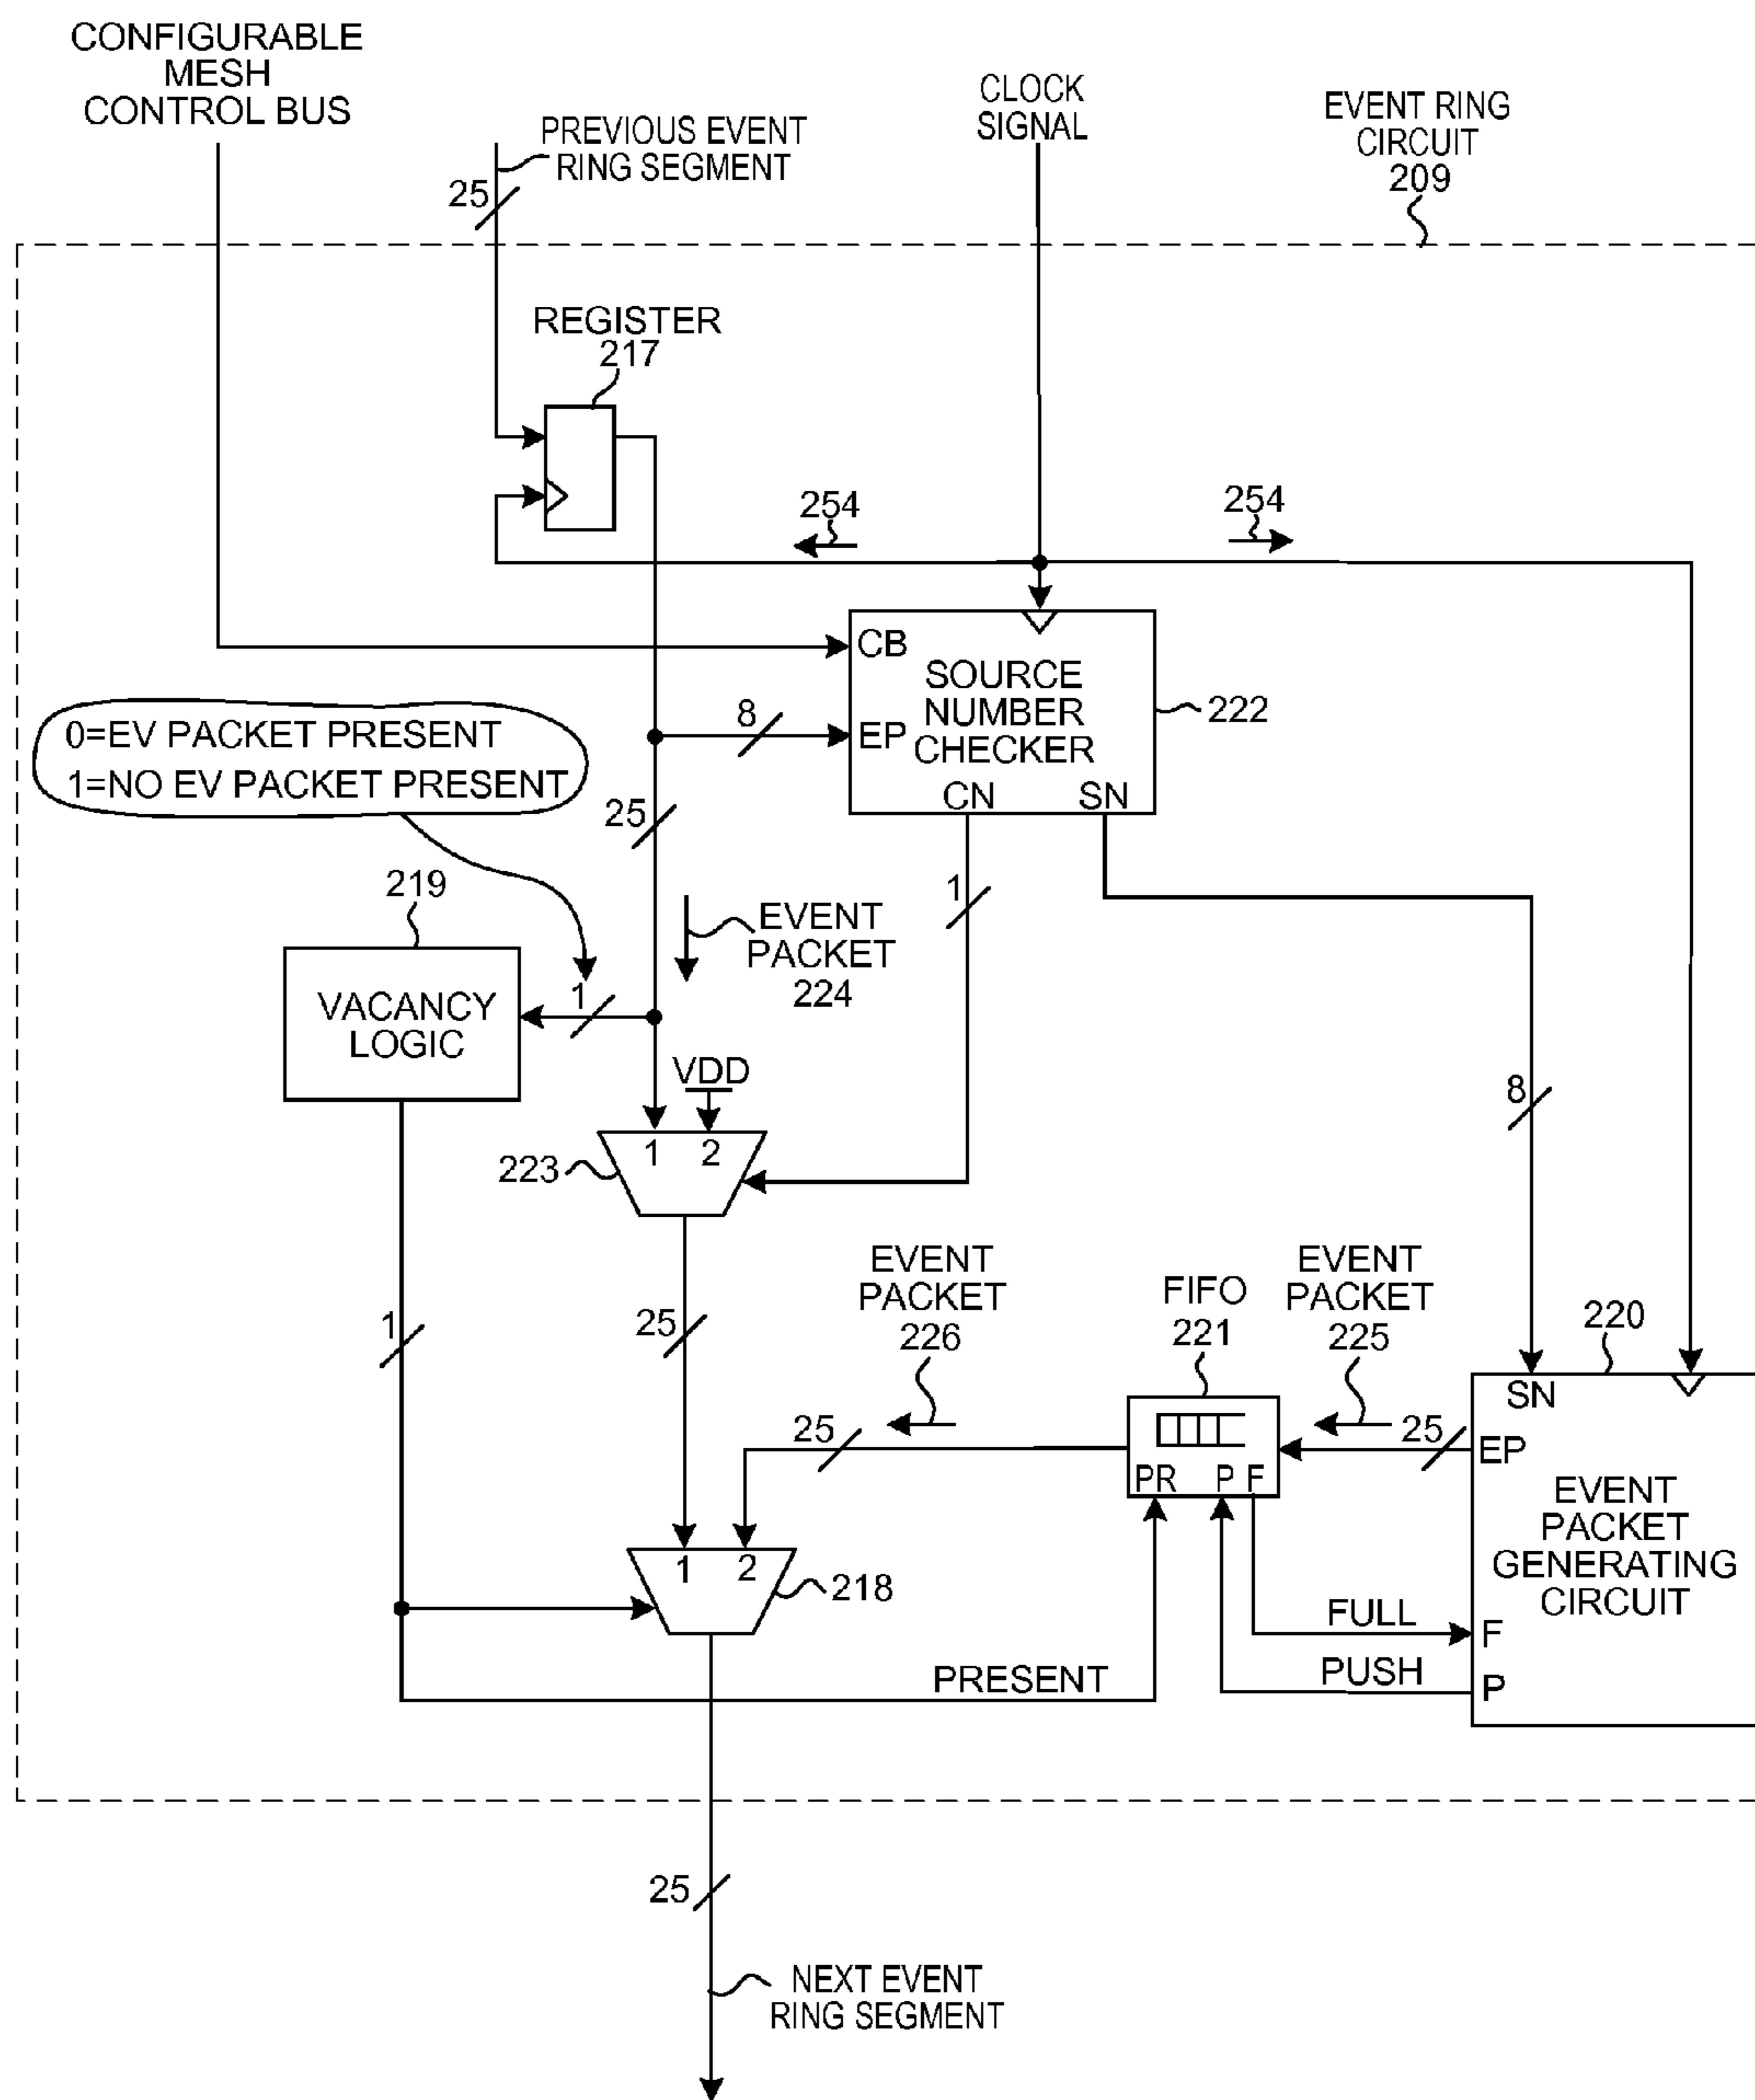 CONFIGURABLE
MESH
CONTROL BUS
PREVIOUS EVENT
RING SEGMENT
25
CLOCK
SIGNAL
EVENT RING
CIRCUIT
209
REGISTER
217
254
254
CB
SOURCE
NUMBER
CHECKER
EP
CN
SN
222
8
0=EV PACKET PRESENT
1=NO EV PACKET PRESENT
25
1
219
EVENT
PACKET
224
VACANCY
LOGIC
1
VDD
1 2
223
8
EVENT
PACKET
226
FIFO
221
EVENT
PACKET
225
220
1
25
25
PR P F
25
SN
EP
EVENT
PACKET
GENERATING
CIRCUIT
F
P
1 2
218
FULL
PUSH
PRESENT
25
NEXT EVENT
RING SEGMENT